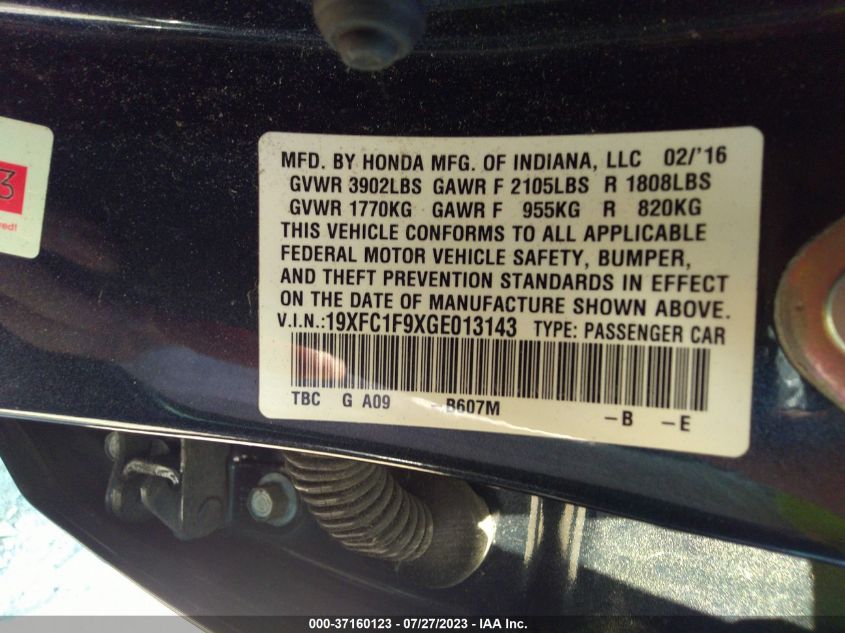 3
red!
MFD. BY HONDA MFG. OF INDIANA, LLC 02/'16
GVWR 3902LBS GAWR F 2105LBS R 1808LBS
GVWR 1770KG GAWR F 955KG R 820KG
THIS VEHICLE CONFORMS TO ALL APPLICABLE
FEDERAL MOTOR VEHICLE SAFETY, BUMPER,
AND THEFT PREVENTION STANDARDS IN EFFECT
ON THE DATE OF MANUFACTURE SHOWN ABOVE.
V.I.N.:19XFC1F9XGE013143 TYPE: PASSENGER CAR
TBC G A09 -B607M -B -E
000-37160123 / 07/27/2023 - IAA Inc.